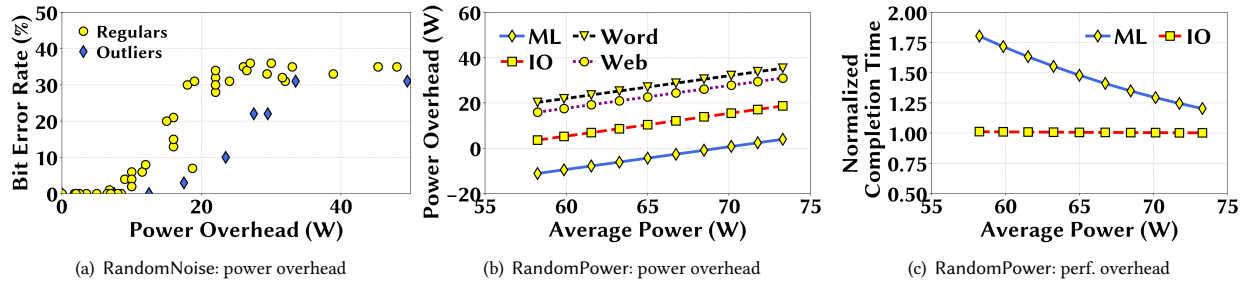 Bit Error Rate (%)
50
40
30
20
10
0
Regulars
Outliers
0 20 40
Power Overhead (W)
(a) RandomNoise: power overhead
Power Overhead (W)
60
40
20
0
−20
ML Word
IO Web
55 60 65 70 75
Average Power (W)
(b) RandomPower: power overhead
Normalized
Completion Time
2.00
1.75
1.50
1.25
1.00
0.75
0.50
ML IO
55 60 65 70 75
Average Power (W)
(c) RandomPower: perf. overhead